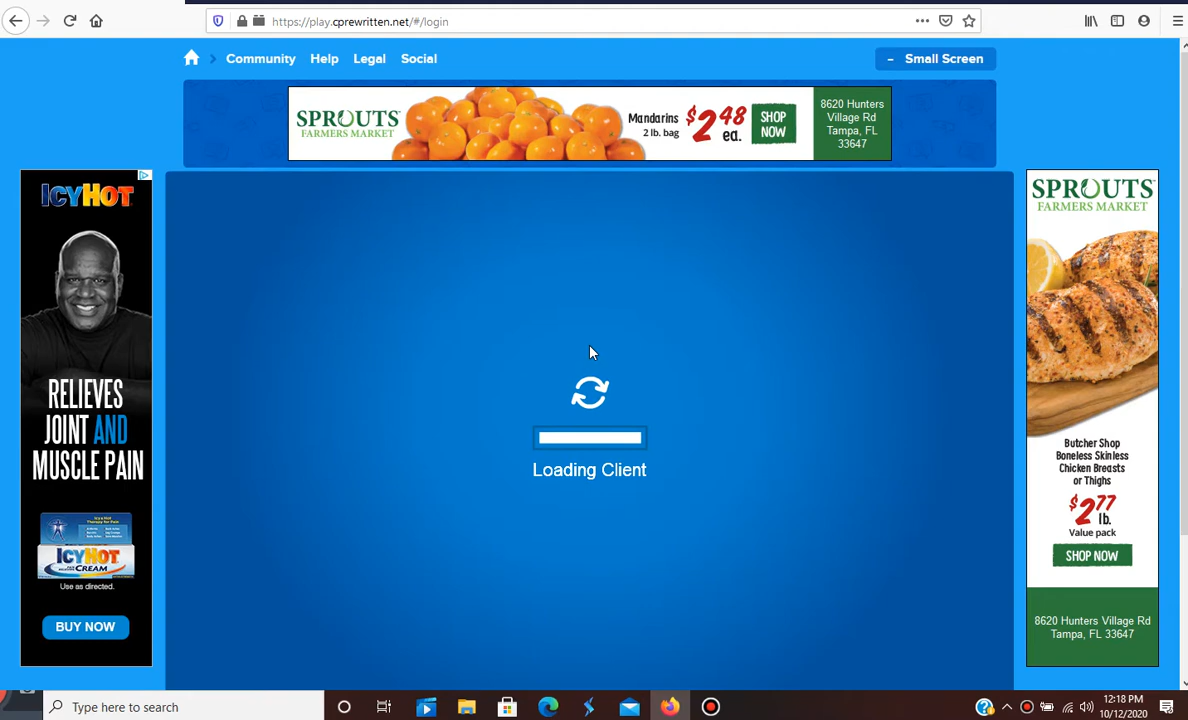 https://play.cprewritten.net/#/login
Community Help Legal Social
- Small Screen
SPROUTS
FARMERS MARKET
Mandarins
2 lb. bag
$2.48
ea.
SHOP
NOW
8620 Hunters
Village Rd
Tampa, FL
33647
ICYHOT
RELIEVES
JOINT AND
MUSCLE PAIN
ICYHOT
CREAM
Use as directed.
BUY NOW
Loading Client
SPROUTS
FARMERS MARKET
Butcher Shop
Boneless Skinless
Chicken Breasts
or Thighs
$2.77
lb.
Value pack
SHOP NOW
8620 Hunters Village Rd
Tampa, FL 33647
Type here to search
12:18 PM
10/12/2020